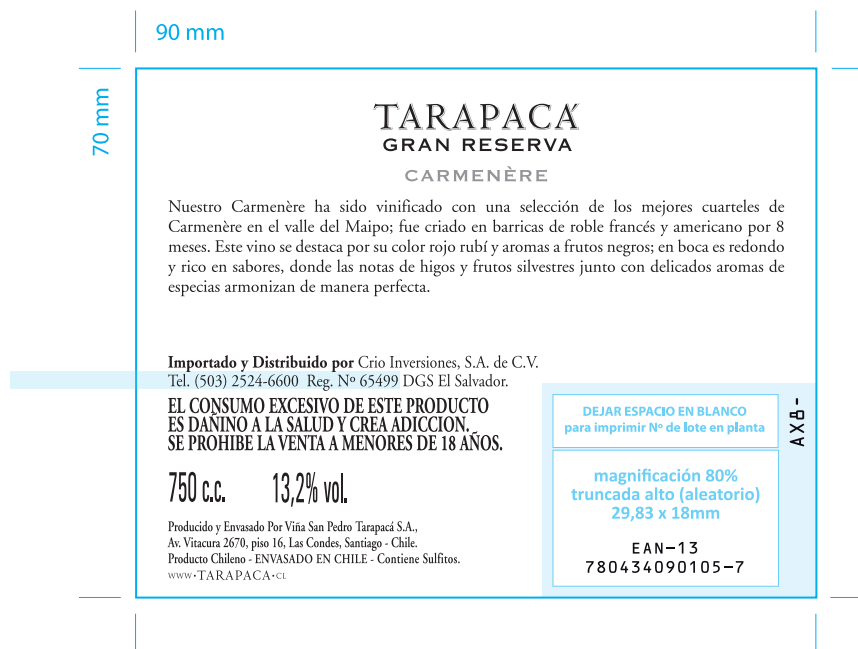 90 mm
70 mm
TARAPACÁ
GRAN RESERVA
CARMENÈRE
Nuestro Carmenère ha sido vinificado con una selección de los mejores cuarteles de
Carmenère en el valle del Maipo; fue criado en barricas de roble francés y americano por 8
meses. Este vino se destaca por su color rojo rubí y aromas a frutos negros; en boca es redondo
y rico en sabores, donde las notas de higos y frutos silvestres junto con delicados aromas de
especias armonizan de manera perfecta.
Importado y Distribuido por Crio Inversiones, S.A. de C.V.
Tel. (503) 2524-6600 Reg. Nº 65499 DGS El Salvador.
EL CONSUMO EXCESIVO DE ESTE PRODUCTO
ES DAÑINO A LA SALUD Y CREA ADICCION.
SE PROHIBE LA VENTA A MENORES DE 18 AÑOS.
750 c.c. 13,2% vol.
Producido y Envasado Por Viña San Pedro Tarapacá S.A.,
Av. Vitacura 2670, piso 16, Las Condes, Santiago - Chile.
Producto Chileno - ENVASADO EN CHILE - Contiene Sulfitos.
WWW•TARAPACA•CL
DEJAR ESPACIO EN BLANCO
para imprimir Nº de lote en planta
magnificación 80%
truncada alto (aleatorio)
29,83 x 18mm
EAN-13
780434090105-7
AXB-